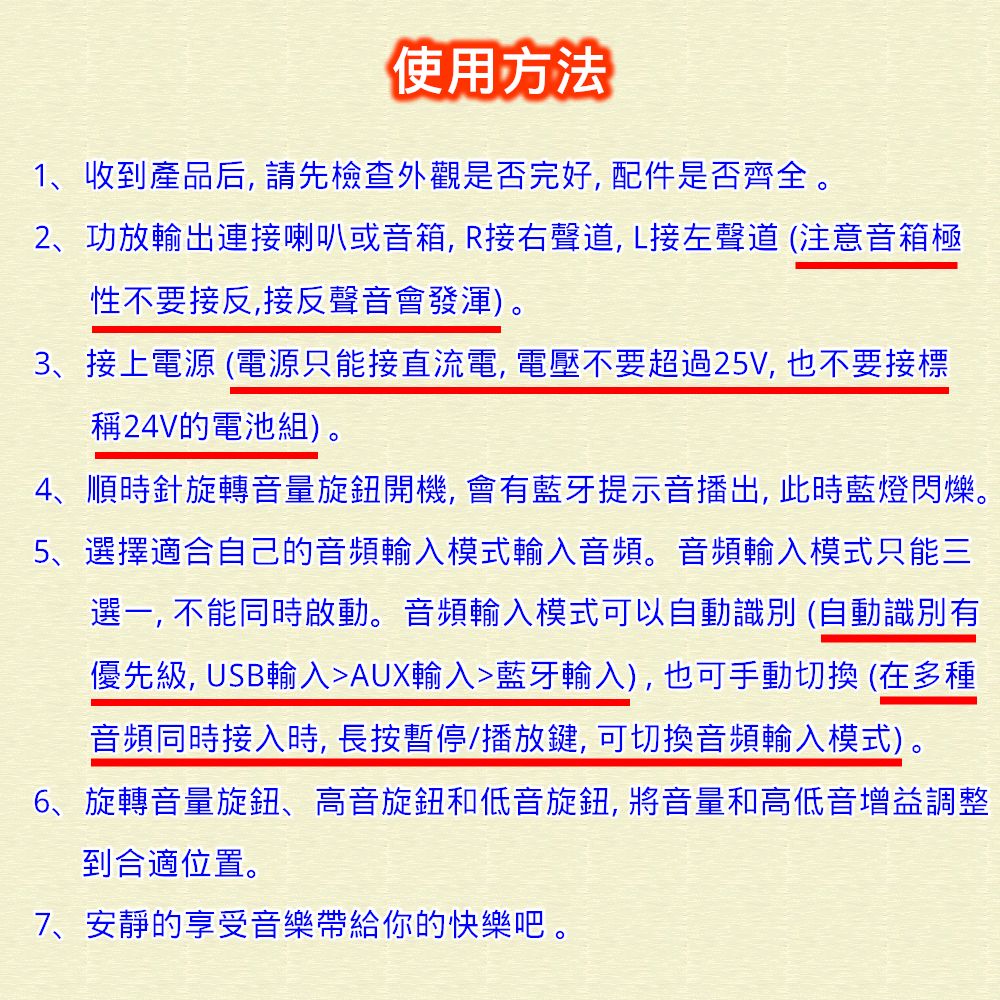 使用方法
1、收到產品后, 請先檢查外觀是否完好, 配件是否齊全 。
2、功放輸出連接喇叭或音箱, R接右聲道, L接左聲道 (注意音箱極
性不要接反,接反聲音會發渾) 。
3、接上電源 (電源只能接直流電, 電壓不要超過25V, 也不要接標
稱24V的電池組) 。
4、順時針旋轉音量旋鈕開機, 會有藍牙提示音播出, 此時藍燈閃爍。
5、選擇適合自己的音頻輸入模式輸入音頻。音頻輸入模式只能三
選一, 不能同時啟動。音頻輸入模式可以自動識別 (自動識別有
優先級, USB輸入>AUX輸入>藍牙輸入) , 也可手動切換 (在多種
音頻同時接入時, 長按暫停/播放鍵, 可切換音頻輸入模式) 。
6、旋轉音量旋鈕、高音旋鈕和低音旋鈕, 將音量和高低音增益調整
到合適位置。
7、安靜的享受音樂帶給你的快樂吧 。